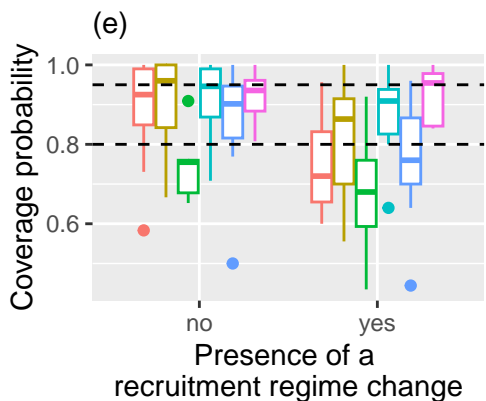 (e)
Coverage probability
1.0
0.8
0.6
no
yes
Presence of a
recruitment regime change